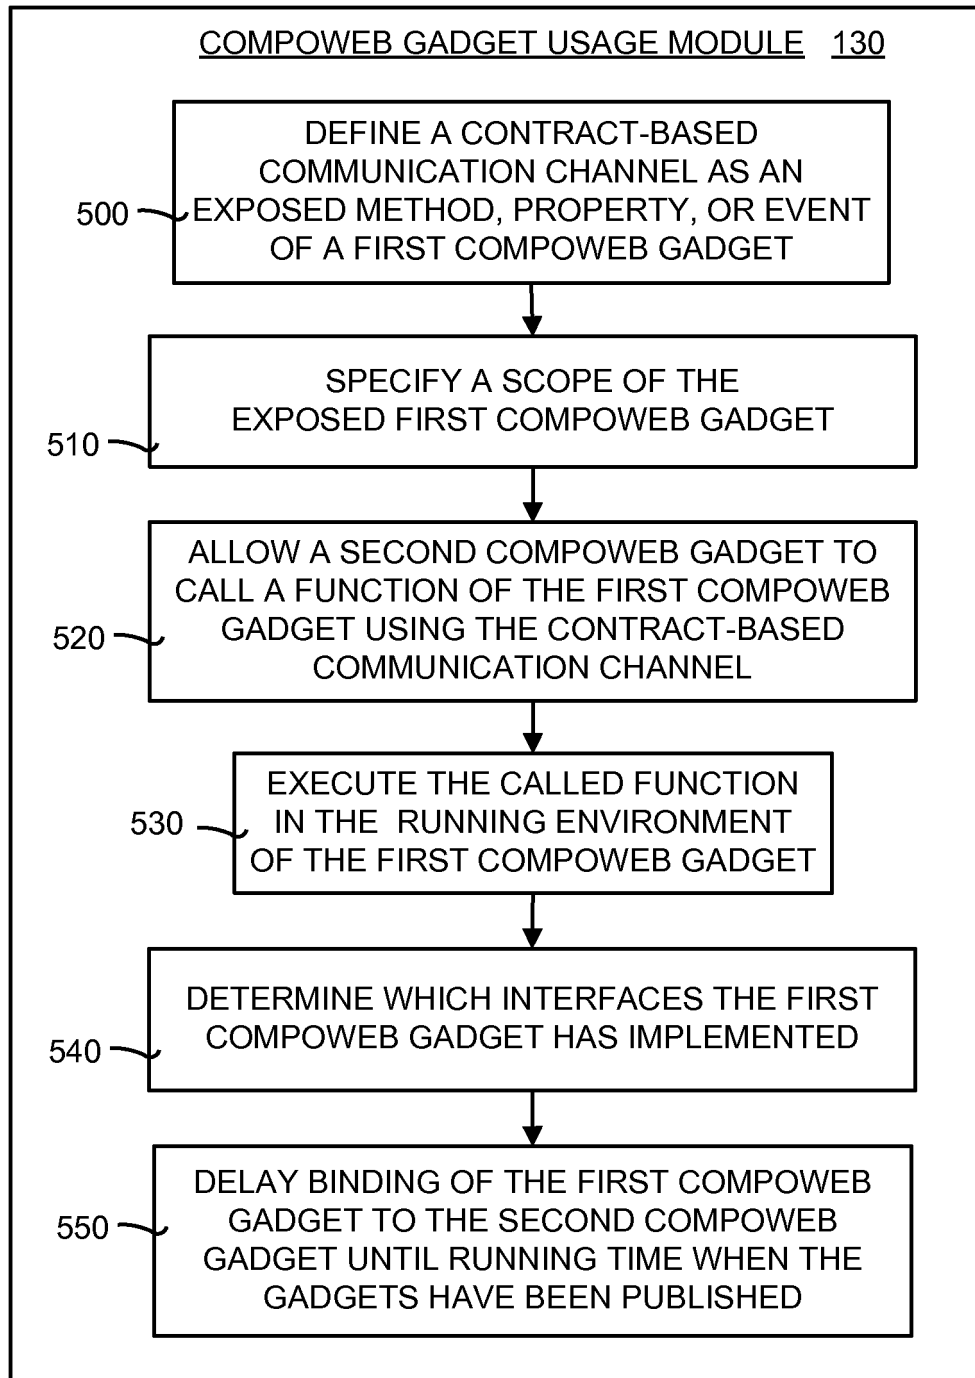 COMPOWEB GADGET USAGE MODULE 130
DEFINE A CONTRACT-BASED
COMMUNICATION CHANNEL AS AN
EXPOSED METHOD, PROPERTY, OR EVENT
OF A FIRST COMPOWEB GADGET
500
SPECIFY A SCOPE OF THE
EXPOSED FIRST COMPOWEB GADGET
510
ALLOW A SECOND COMPOWEB GADGET TO
CALL A FUNCTION OF THE FIRST COMPOWEB
GADGET USING THE CONTRACT-BASED
COMMUNICATION CHANNEL
520
EXECUTE THE CALLED FUNCTION
IN THE RUNNING ENVIRONMENT
OF THE FIRST COMPOWEB GADGET
530
DETERMINE WHICH INTERFACES THE FIRST
COMPOWEB GADGET HAS IMPLEMENTED
540
DELAY BINDING OF THE FIRST COMPOWEB
GADGET TO THE SECOND COMPOWEB
GADGET UNTIL RUNNING TIME WHEN THE
GADGETS HAVE BEEN PUBLISHED
550